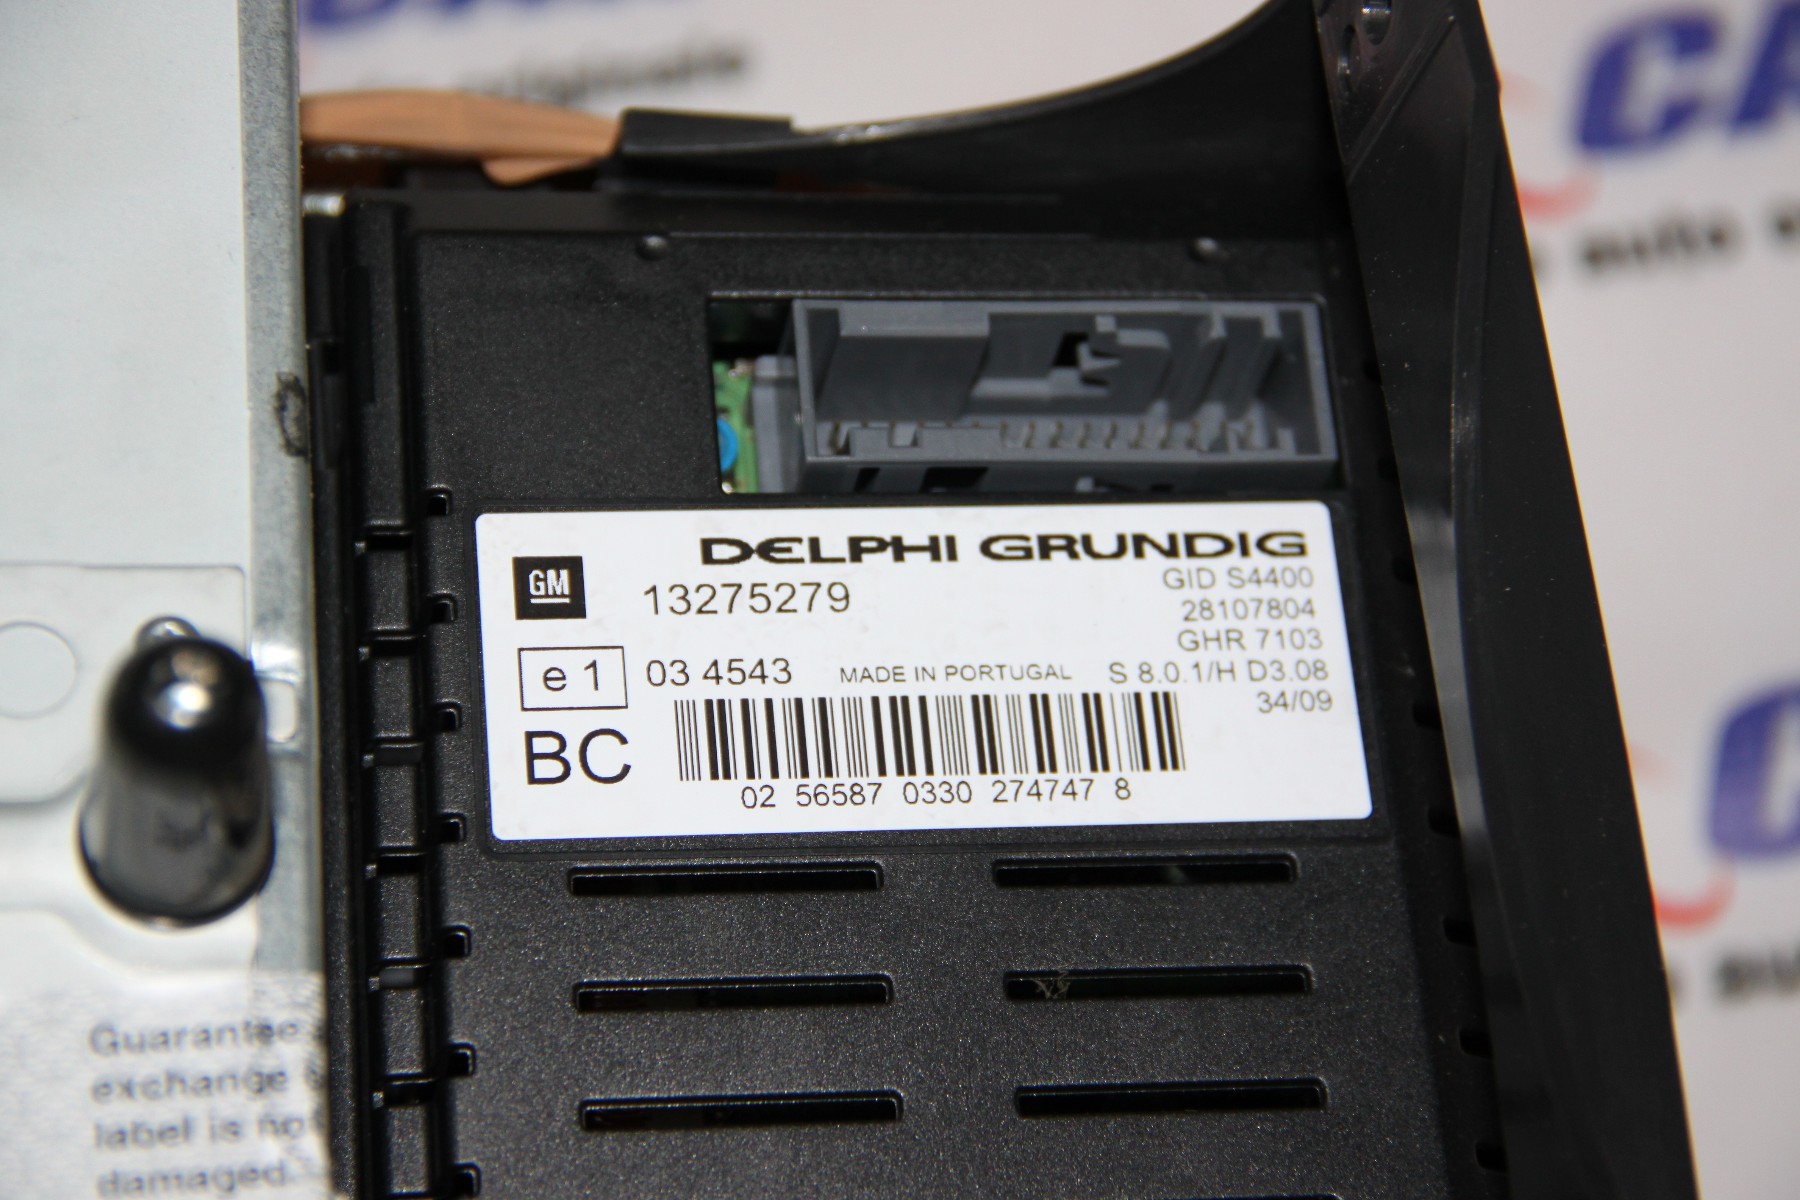 DELPHI GRUNDIG
GM
13275279
GID S4400
28107804
GHR 7103
e 1
03 4543
MADE IN PORTUGAL
S 8.0.1/H D3.08
34/09
BC
02 56587 0330 274747 8
Guarantee
exchange
label is
damaged.
auto